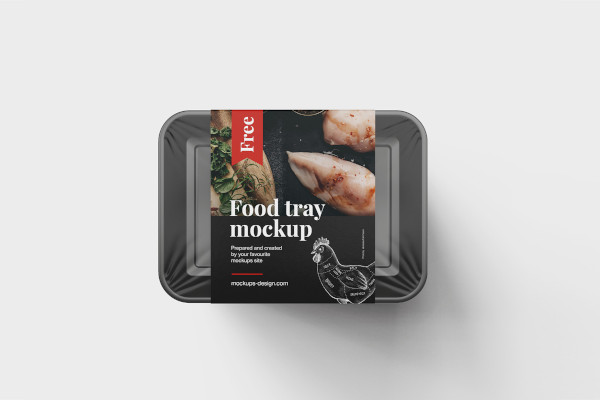 Free
Food tray
mockup
Prepared and created
by your favourite
mockups site
mockups-design.com